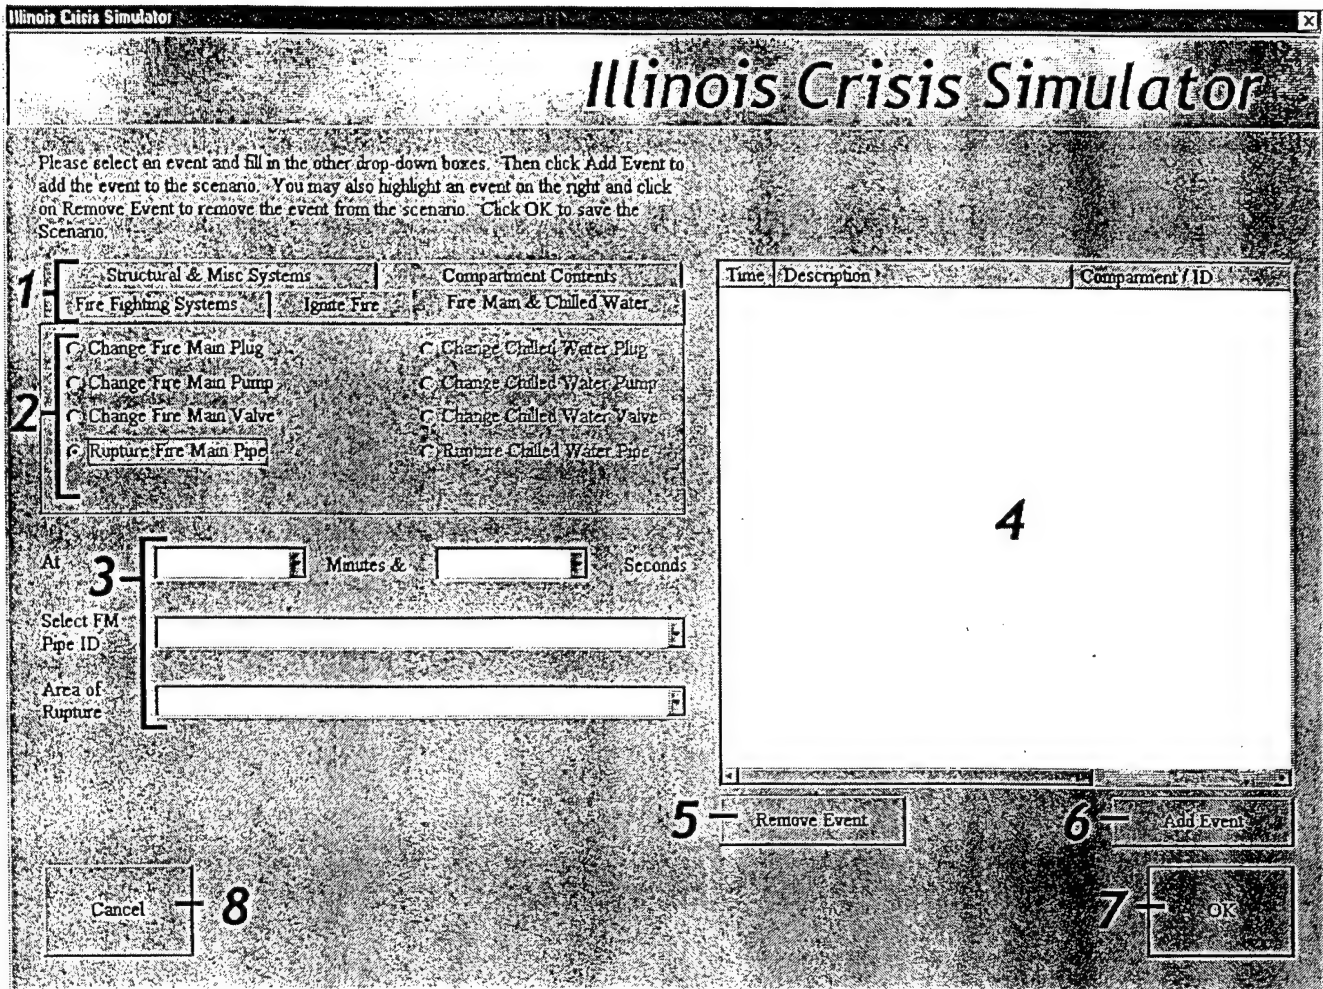 Illinois Crisis Simulator
X
Illinois Crisis Simulator
Please select an event and fill in the other drop-down boxes. Then click Add Event to
add the event to the scenario. You may also highlight an event on the right and click
on Remove Event to remove the event from the scenario. Click OK to save the
Scenario.
1
Structural & Misc Systems
Compartment Contents
Fire Fighting Systems
Ignite Fire
Fire Main & Chilled Water
2
Change Fire Main Plug
Change Chilled Water Plug
Change Fire Main Pump
Change Chilled Water Pump
Change Fire Main Valve
Change Chilled Water Valve
Rupture Fire Main Pipe
Rupture Chilled Water Pipe
3
At
Minutes &
Seconds
Select FM
Pipe ID
Area of
Rupture
Time
Description
Comparment / ID
4
5
Remove Event
6
Add Event
7
OK
Cancel
8